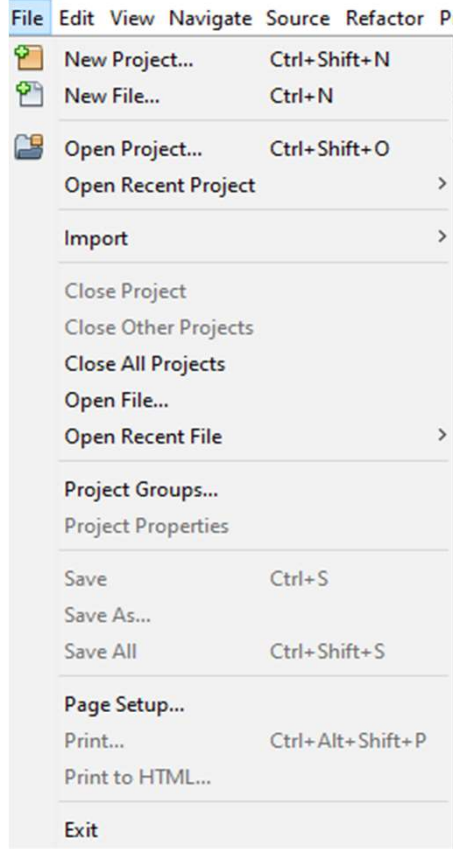 File Edit View Navigate Source Refactor
New Project... Ctrl+Shift+N
New File... Ctrl+N
Open Project... Ctrl+Shift+O
Open Recent Project >
Import >
Close Project
Close Other Projects
Close All Projects
Open File...
Open Recent File >
Project Groups...
Project Properties
Save Ctrl+S
Save As...
Save All Ctrl+Shift+S
Page Setup...
Print... Ctrl+Alt+Shift+P
Print to HTML...
Exit